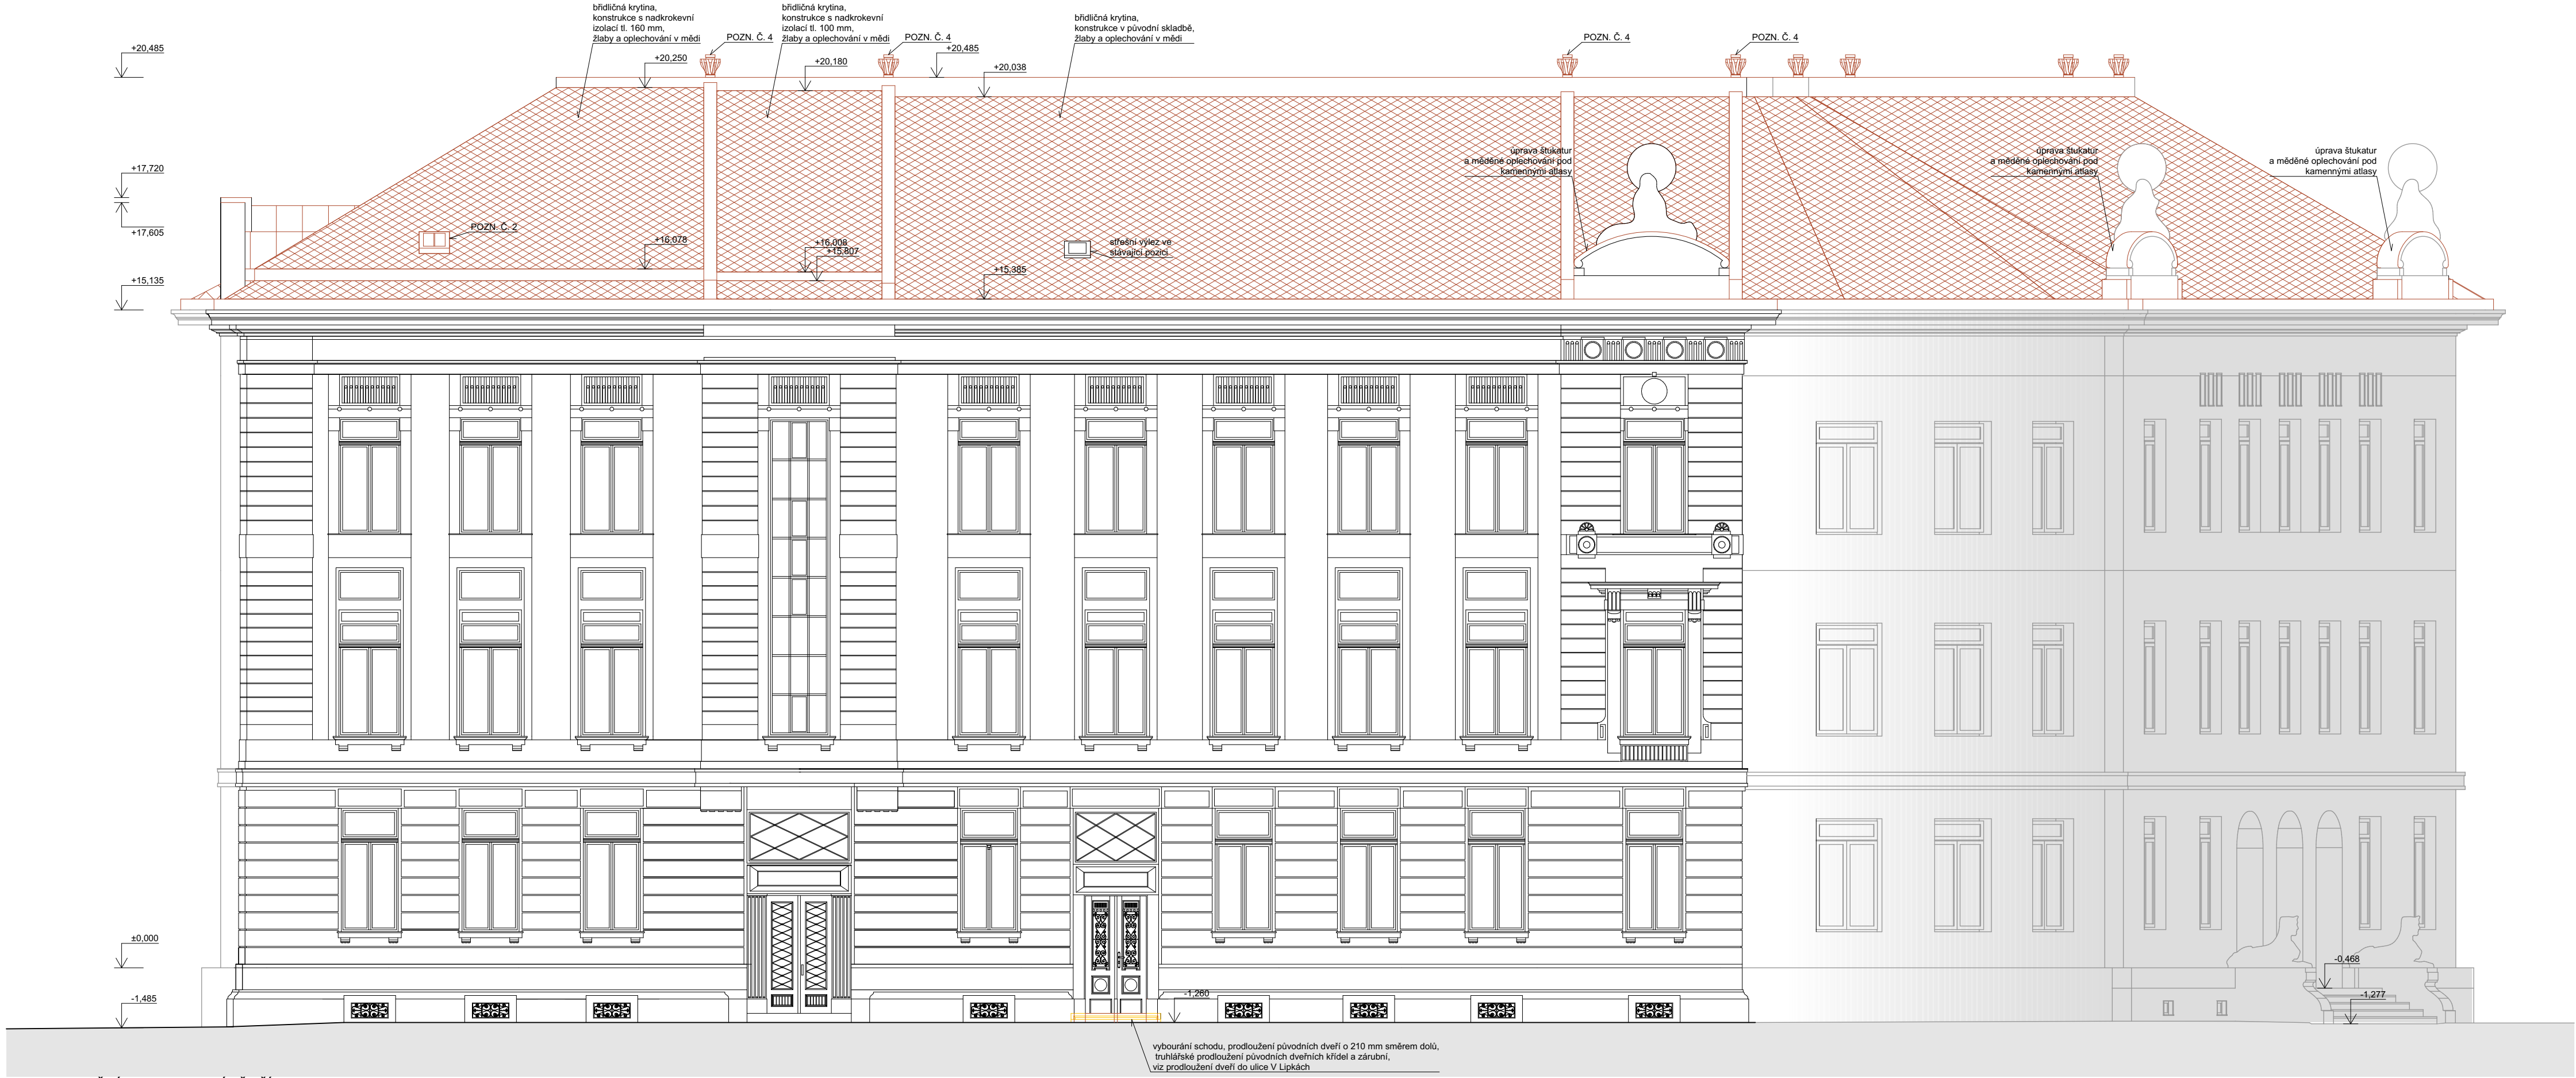 břidličná krytina,
konstrukce s nadkrokevní
izolací tl. 160 mm,
žlaby a oplechování v mědi
břidličná krytina,
konstrukce s nadkrokevní
izolací tl. 100 mm,
žlaby a oplechování v mědi
břidličná krytina,
konstrukce v původní skladbě,
žlaby a oplechování v mědi
POZN. Č. 4
POZN. Č. 4
POZN. Č. 4
POZN. Č. 4
+20,485
+20,485
+20,250
+20,180
+20,038
úprava štukatur
a měděné oplechování pod
kamennými atlasy
úprava štukatur
a měděné oplechování pod
kamennými atlasy
úprava štukatur
a měděné oplechování pod
kamennými atlasy
+17,720
+17,605
POZN. Č. 2
+16,078
+16,008
+15,807
střešní výlez ve
stávající pozici
+15,385
+15,135
±0,000
-0,468
-1,485
-1,260
-1,277
vybourání schodu, prodloužení původních dveří o 210 mm směrem dolů,
truhlářské prodloužení původních dveřních křídel a zárubní,
viz prodloužení dveří do ulice V Lipkách